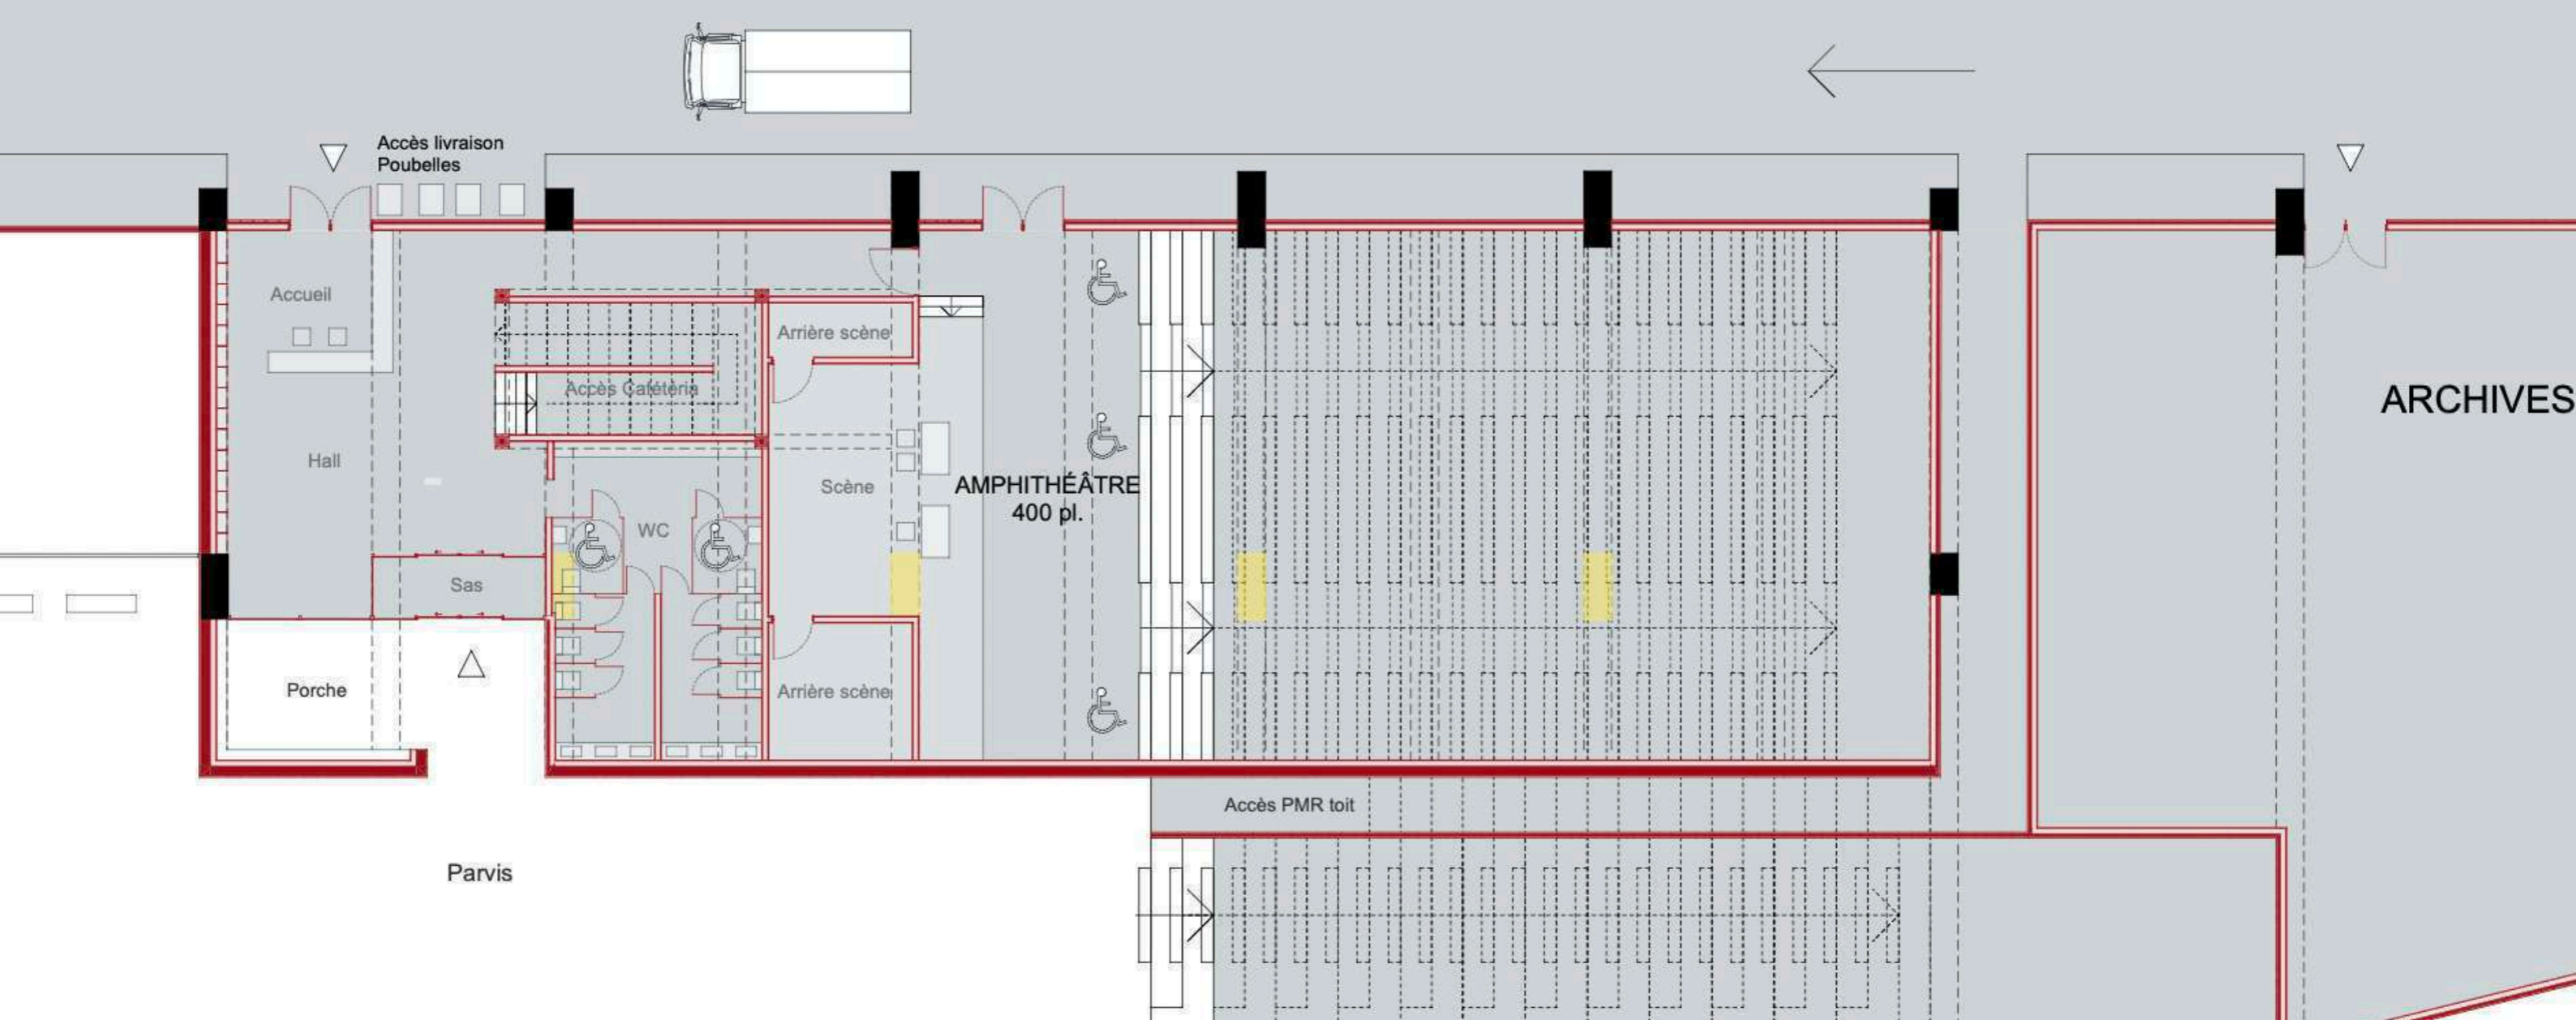 Accès livraison
Poubelles
Accueil
Arrière scène
Accès Cafétéria
ARCHIVES
Hall
Scène
AMPHITHÉÂTRE
400 pl.
WC
Sas
Porche
Arrière scène
Accès PMR toit
Parvis